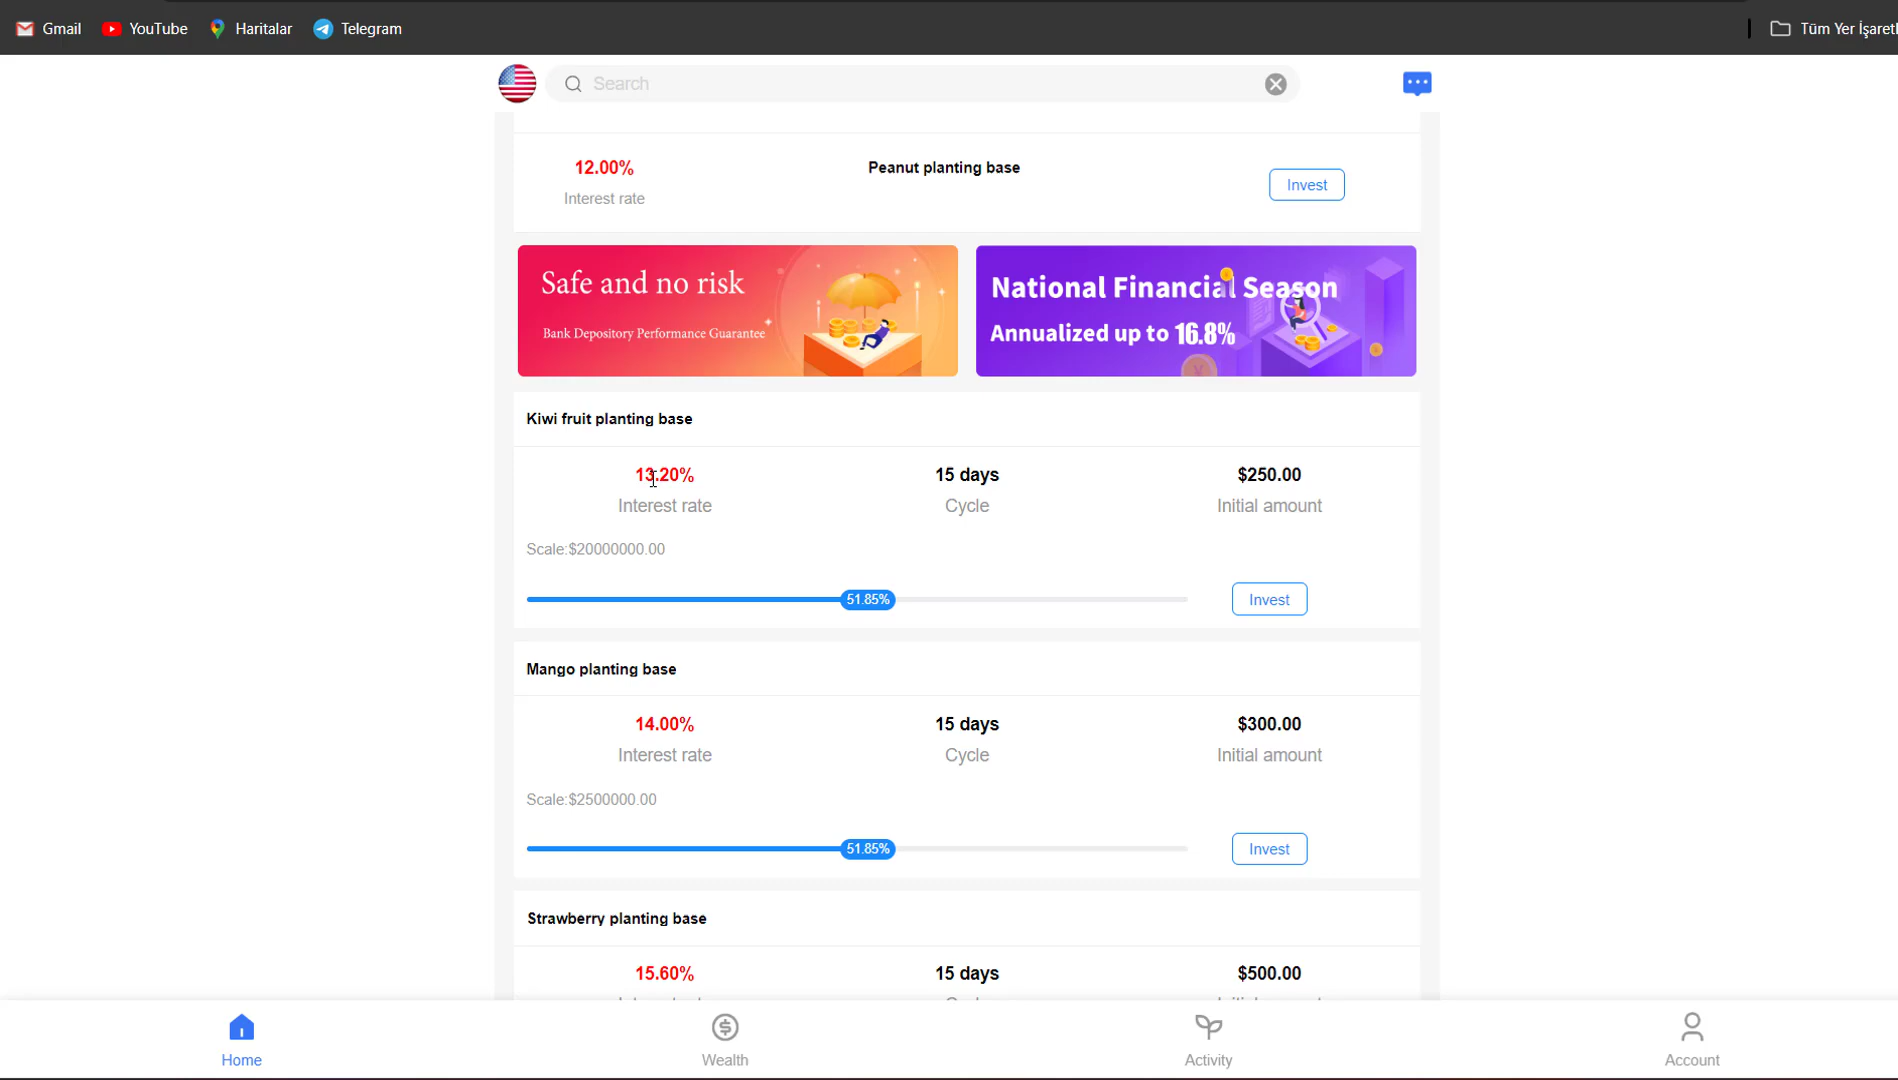 Gmail YouTube Haritalar Telegram Tüm Yer İşaretl
Search
12.00% Peanut planting base
Invest
Interest rate
Safe and no risk
Bank Depository Performance Guarantee
National Financial Season
Annualized up to 16.8%
Kiwi fruit planting base
13.20% 15 days $250.00
Interest rate Cycle Initial amount
Scale:$20000000.00
51.85% Invest
Mango planting base
14.00% 15 days $300.00
Interest rate Cycle Initial amount
Scale:$2500000.00
51.85% Invest
Strawberry planting base
15.60% 15 days $500.00
Home Wealth Activity Account